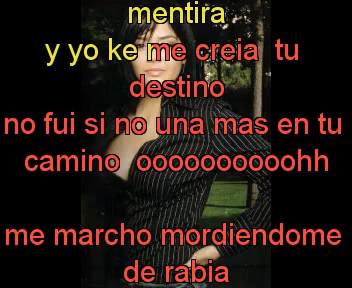 mentira
y yo ke me creia tu
destino
no fui si no una mas en tu
camino oooooooooohh
me marcho mordiendome
de rabia